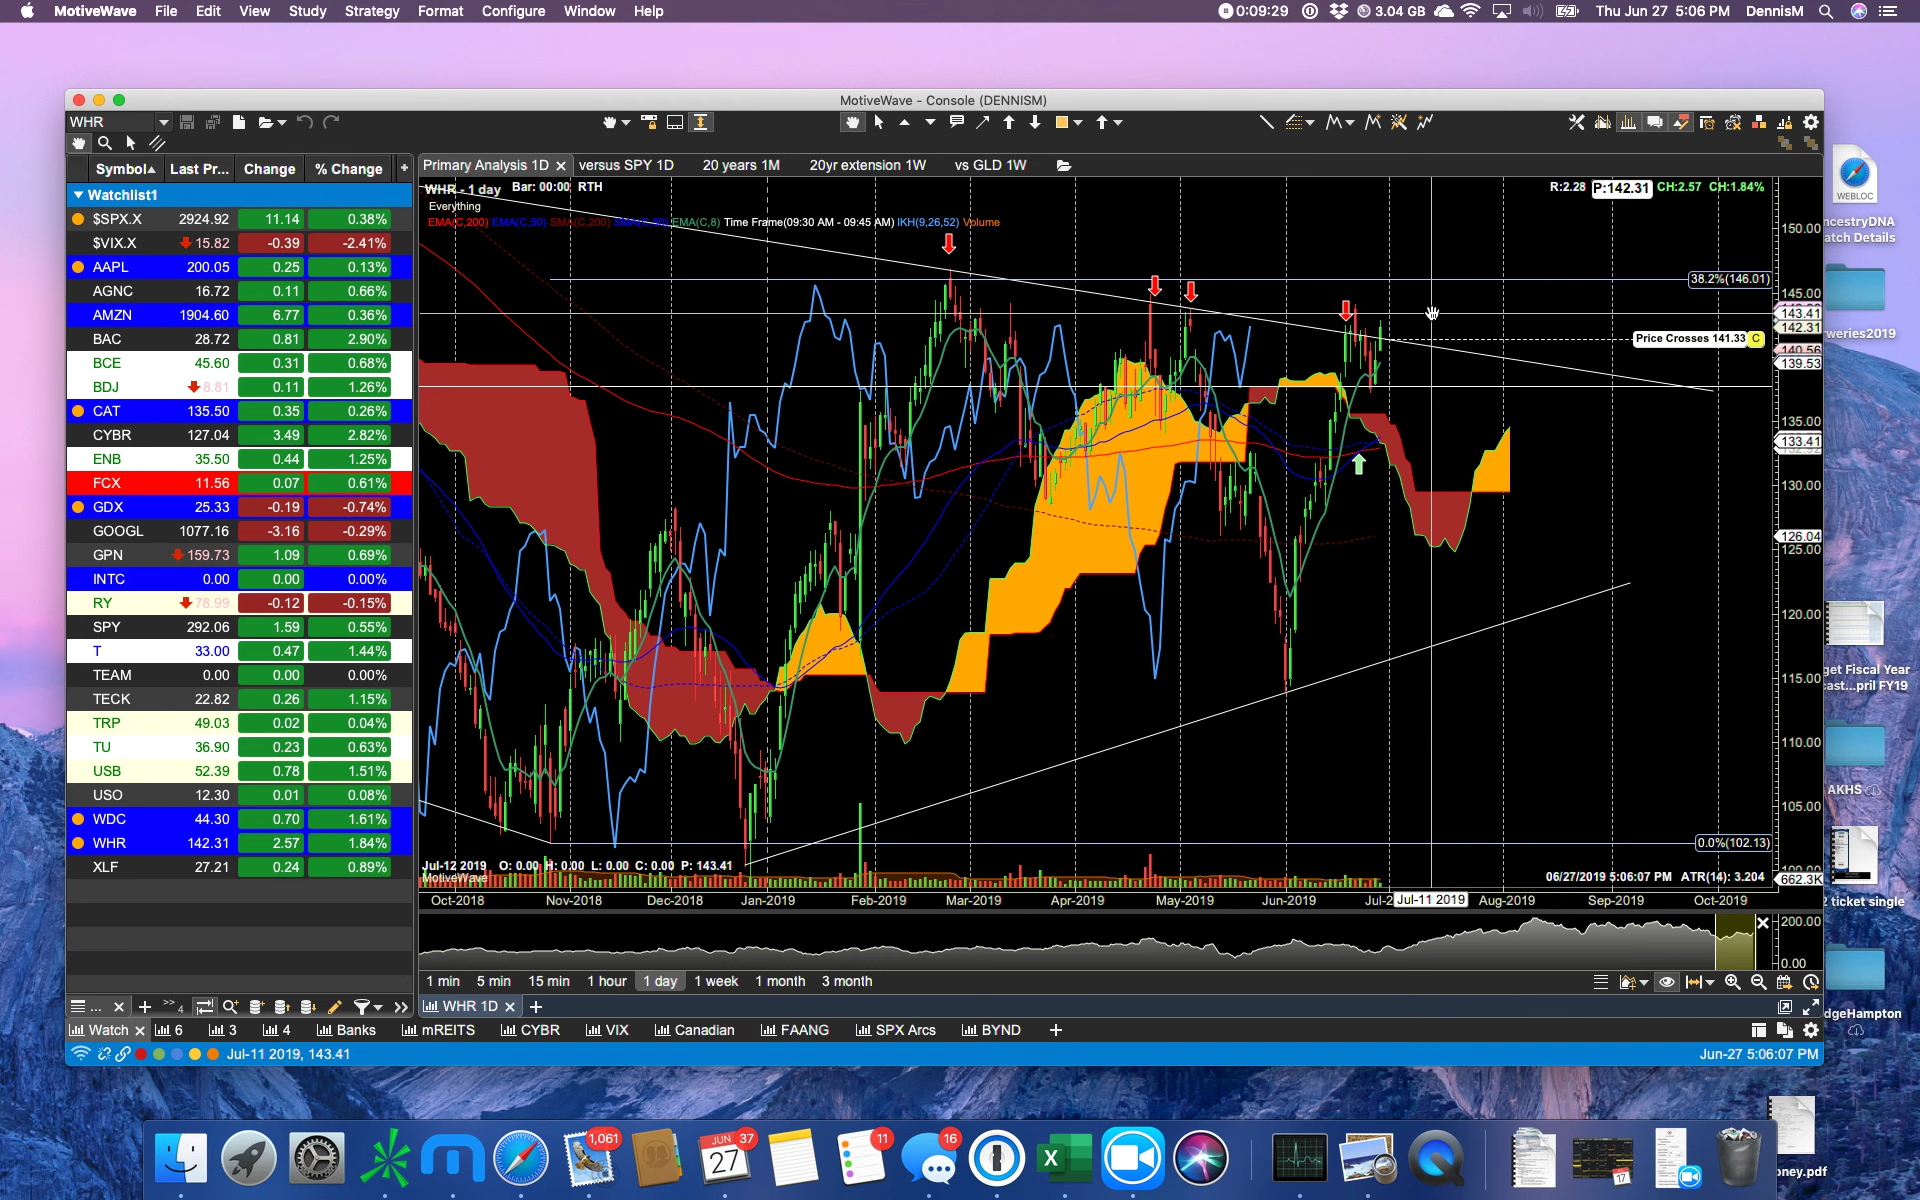 MotiveWave File Edit View Study Strategy Format Configure Window Help
0:09:29 3.04 GB Thu Jun 27 5:06 PM DennisM
MotiveWave - Console (DENNISM)
WHR
Symbol Last Pr... Change % Change +
Watchlist1
$SPX.X 2924.92 11.14 0.38%
$VIX.X 15.82 -0.39 -2.41%
AAPL 200.05 0.25 0.13%
AGNC 16.72 0.11 0.66%
AMZN 1904.60 6.77 0.36%
BAC 28.72 0.81 2.90%
BCE 45.60 0.31 0.68%
BDJ 8.81 0.11 1.26%
CAT 135.50 0.35 0.26%
CYBR 127.04 3.49 2.82%
ENB 35.50 0.44 1.25%
FCX 11.56 0.07 0.61%
GDX 25.33 -0.19 -0.74%
GOOGL 1077.16 -3.16 -0.29%
GPN 159.73 1.09 0.69%
INTC 0.00 0.00 0.00%
RY 78.99 -0.12 -0.15%
SPY 292.06 1.59 0.55%
T 33.00 0.47 1.44%
TEAM 0.00 0.00 0.00%
TECK 22.82 0.26 1.15%
TRP 49.03 0.02 0.04%
TU 36.90 0.23 0.63%
USB 52.39 0.78 1.51%
USO 12.30 0.01 0.08%
WDC 44.30 0.70 1.61%
WHR 142.31 2.57 1.84%
XLF 27.21 0.24 0.89%
Primary Analysis 1D versus SPY 1D 20 years 1M 20yr extension 1W vs GLD 1W
WHR - 1 day Bar: 00:00 RTH
R:2.28 P:142.31 CH:2.57 CH:1.84%
Everything
EMA(C,200) EMA(C,50) SMA(C,200) EMA(C,8) Time Frame(09:30 AM - 09:45 AM) IKH(9,26,52) Volume
150.00
38.2%(146.01)
145.00
143.41
142.31
Price Crosses 141.33 C
140.56
139.53
135.00
133.41
130.00
126.04
125.00
120.00
115.00
110.00
105.00
0.0%(102.13)
Jul-12 2019 O: 0.00 H: 0.00 L: 0.00 C: 0.00 P: 143.41
MotiveWave
06/27/2019 5:06:07 PM ATR(14): 3.204
662.3K
Oct-2018 Nov-2018 Dec-2018 Jan-2019 Feb-2019 Mar-2019 Apr-2019 May-2019 Jun-2019 Jul-2 Jul-11 2019 Aug-2019 Sep-2019 Oct-2019
200.00
0.00
1 min 5 min 15 min 1 hour 1 day 1 week 1 month 3 month
WHR 1D
Watch 6 3 4 Banks mREITS CYBR VIX Canadian FAANG SPX Arcs BYND
Jul-11 2019, 143.41
Jun-27 5:06:07 PM
WEBLOC
ncestryDNA
atch Details
weries2019
get Fiscal Year
cast...pril FY19
AKHS
2 ticket single
dgeHampton
oney.pdf
1,061
JUN 37
27
11
16
X
17